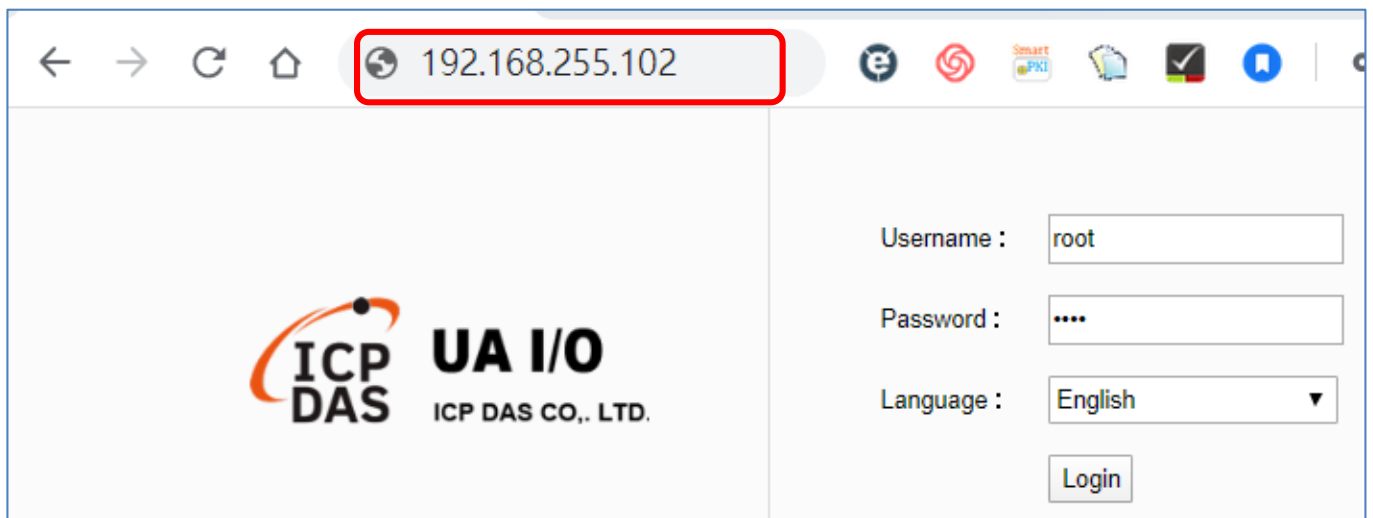 192.168.255.102
Smart
PKI
Username :
root
Password :
••••
ICP
DAS
UA I/O
ICP DAS CO,. LTD.
Language :
English
Login